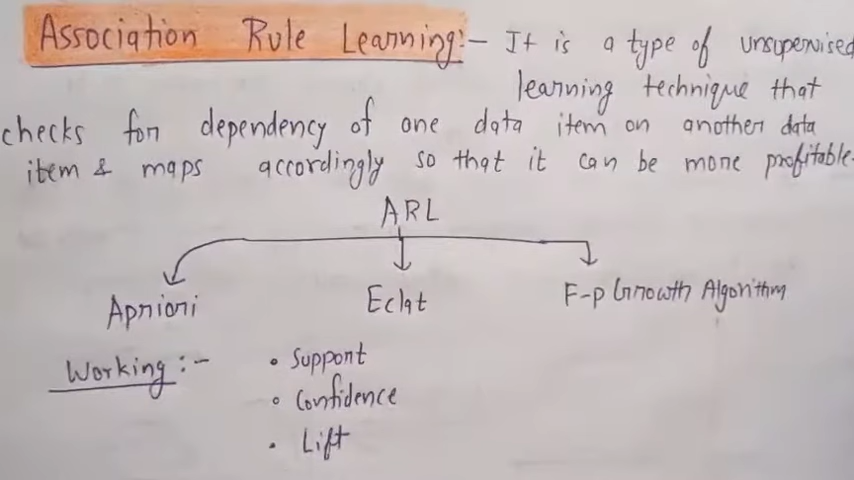 Association Rule Learning:- It is a type of unsupervised
learning technique that
checks for dependency of one data item on another data
item & maps accordingly so that it can be more profitable.
ARL
Apriori Eclat F-p Growth Algorithm
Working:- • Support
• Confidence
• Lift